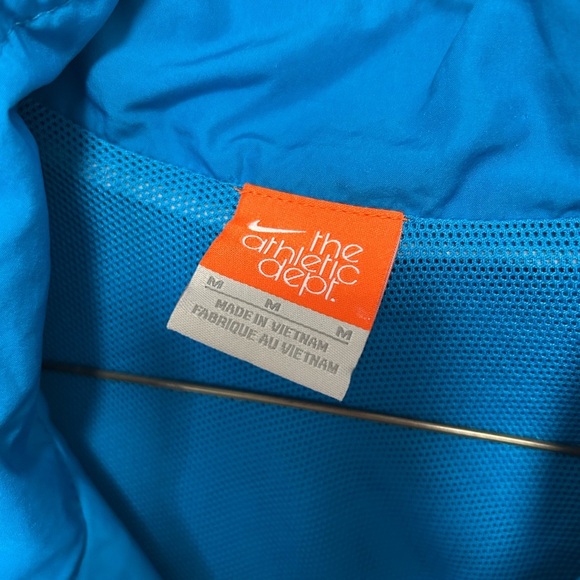 the
athletic
dept.
M M M
MADE IN VIETNAM
FABRIQUE AU VIETNAM